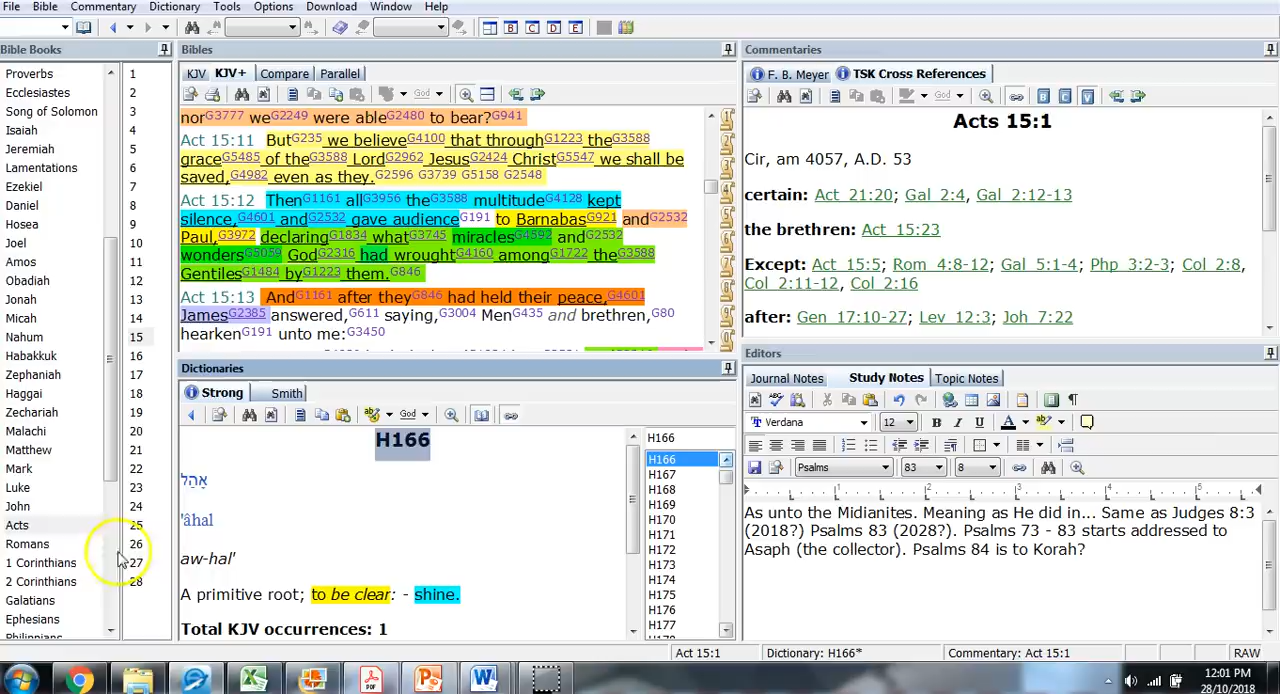 File Bible Commentary Dictionary Tools Options Download Window Help
B C D E
Bible Books
Proverbs
Ecclesiastes
Song of Solomon
Isaiah
Jeremiah
Lamentations
Ezekiel
Daniel
Hosea
Joel
Amos
Obadiah
Jonah
Micah
Nahum
Habakkuk
Zephaniah
Haggai
Zechariah
Malachi
Matthew
Mark
Luke
John
Acts
Romans
1 Corinthians
2 Corinthians
Galatians
Ephesians
Philippians
1
2
3
4
5
6
7
8
9
10
11
12
13
14
15
16
17
18
19
20
21
22
23
24
25
26
27
28
Bibles
KJV KJV+ Compare Parallel
God
nor G3777 we G2249 were able G2480 to bear? G941
Act 15:11 But G235 we believe G4100 that through G1223 the G3588
grace G5485 of the G3588 Lord G2962 Jesus G2424 Christ G5547 we shall be
saved, G4982 even as they. G2596 G3739 G5158 G2548
Act 15:12 Then G1161 all G3956 the G3588 multitude G4128 kept
silence, G4601 and G2532 gave audience G191 to Barnabas G921 and G2532
Paul, G3972 declaring G1834 what G3745 miracles G4592 and G2532
wonders G5059 God G2316 had wrought G4160 among G1722 the G3588
Gentiles G1484 by G1223 them. G846
Act 15:13 And G1161 after they G846 had held their peace, G4601
James G2385 answered, G611 saying, G3004 Men G435 and brethren, G80
hearken G191 unto me: G3450
Dictionaries
Strong Smith
God
H166
אָהַל
'âhal
aw-hal'
A primitive root; to be clear: - shine.
Total KJV occurrences: 1
H166
H166
H167
H168
H169
H170
H171
H172
H173
H174
H175
H176
H177
Commentaries
F. B. Meyer TSK Cross References
God B C V
Acts 15:1
Cir, am 4057, A.D. 53
certain: Act 21:20; Gal 2:4, Gal 2:12-13
the brethren: Act 15:23
Except: Act 15:5; Rom 4:8-12; Gal 5:1-4; Php 3:2-3; Col 2:8,
Col 2:11-12, Col 2:16
after: Gen 17:10-27; Lev 12:3; Joh 7:22
Editors
Journal Notes Study Notes Topic Notes
Verdana 12 B I U A
Psalms 83 8
1 2 3 4 5
As unto the Midianites. Meaning as He did in... Same as Judges 8:3
(2018?) Psalms 83 (2028?). Psalms 73 - 83 starts addressed to
Asaph (the collector). Psalms 84 is to Korah?
Act 15:1 Dictionary: H166* Commentary: Act 15:1 RAW
12:01 PM
28/10/2018